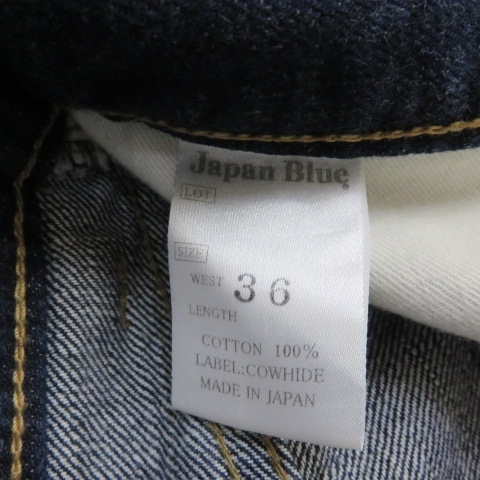 Japan Blue
LOT
SIZE
WEST 36
LENGTH
COTTON 100%
LABEL:COWHIDE
MADE IN JAPAN